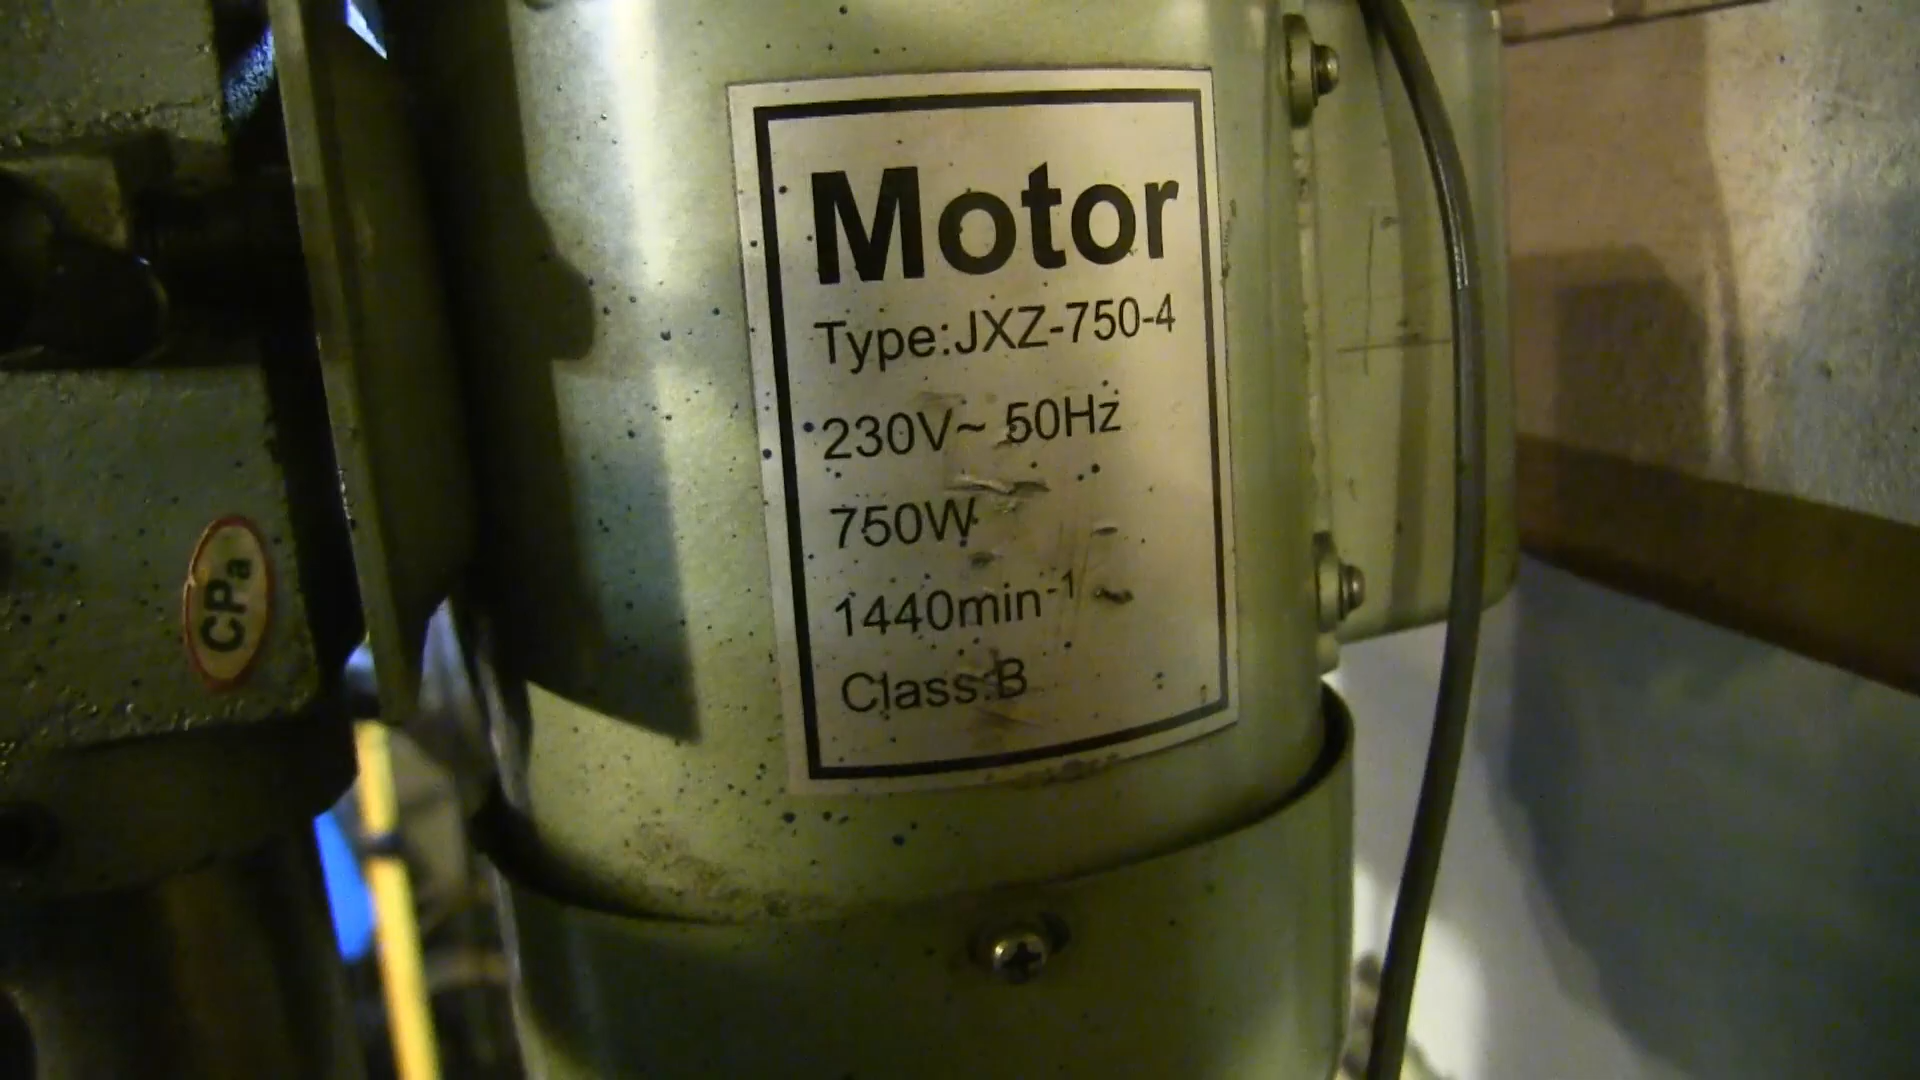 Motor
Type:JXZ-750-4
230V~ 50Hz
750W
1440min⁻¹
Class:B
CPa